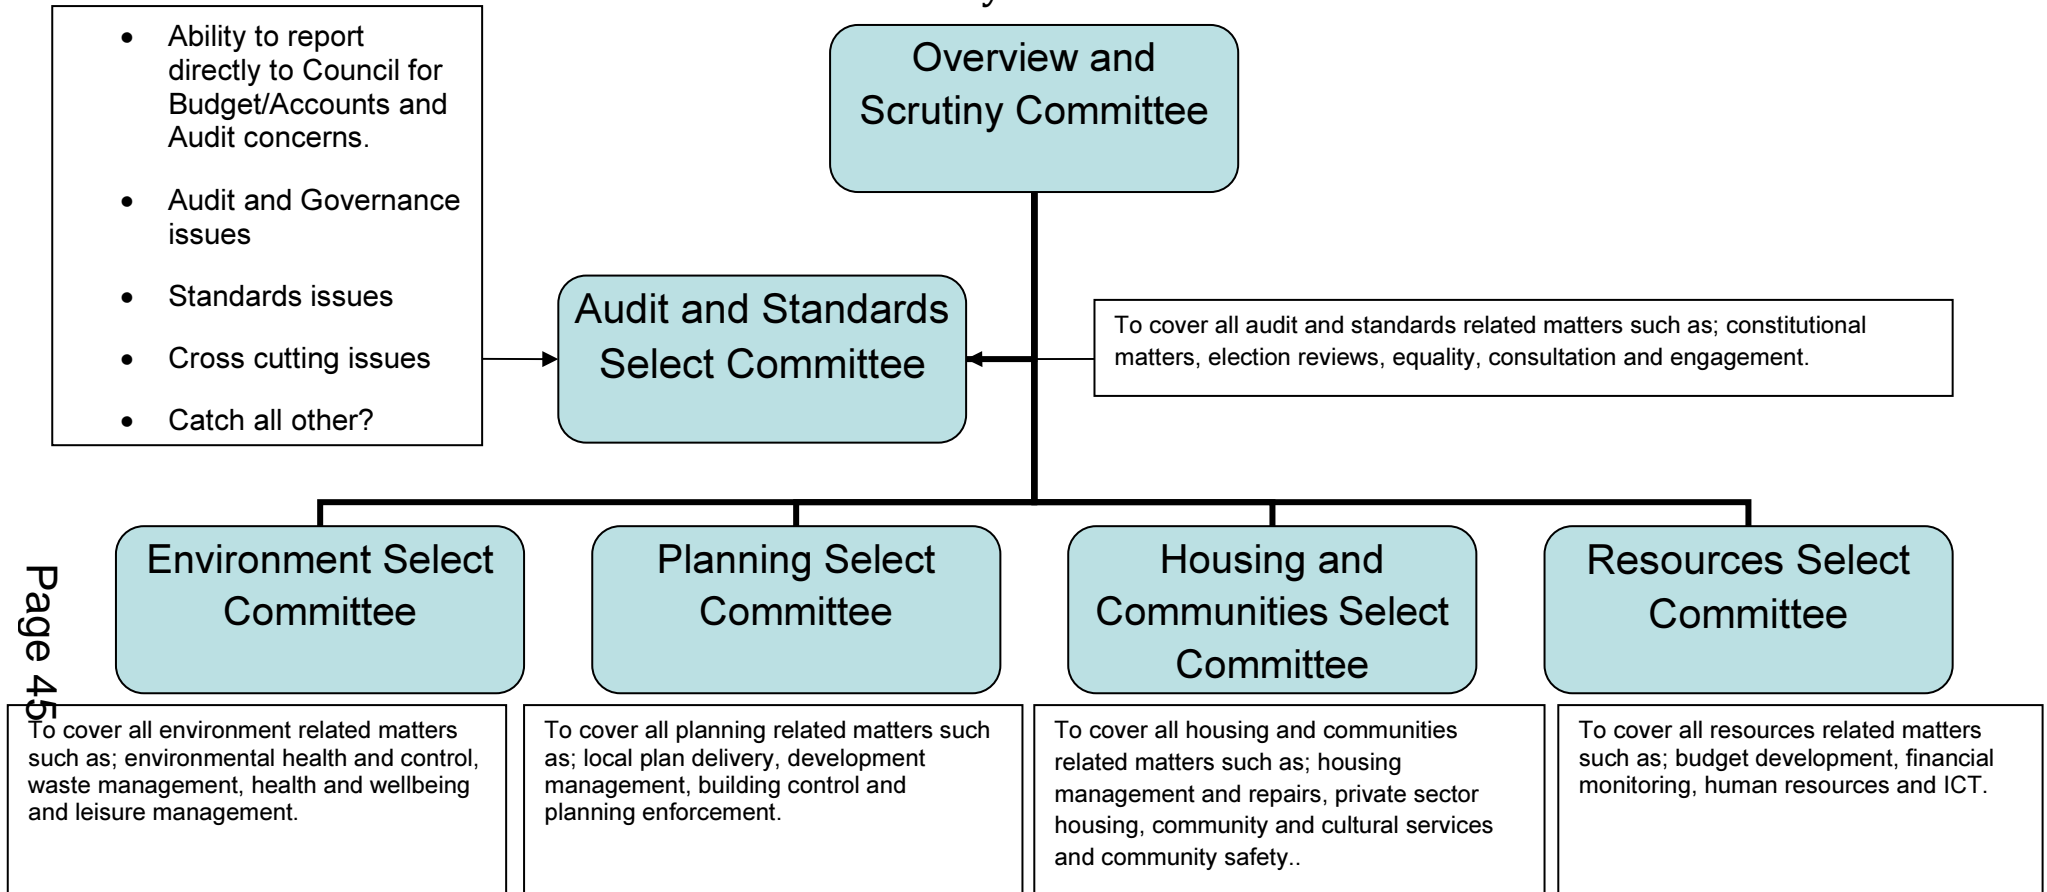 Overview and
Scrutiny Committee
• Ability to report
directly to Council for
Budget/Accounts and
Audit concerns.
• Audit and Governance
issues
• Standards issues
• Cross cutting issues
• Catch all other?
Audit and Standards
Select Committee
To cover all audit and standards related matters such as; constitutional
matters, election reviews, equality, consultation and engagement.
Environment Select
Committee
Planning Select
Committee
Housing and
Communities Select
Committee
Resources Select
Committee
To cover all environment related matters
such as; environmental health and control,
waste management, health and wellbeing
and leisure management.
To cover all planning related matters such
as; local plan delivery, development
management, building control and
planning enforcement.
To cover all housing and communities
related matters such as; housing
management and repairs, private sector
housing, community and cultural services
and community safety..
To cover all resources related matters
such as; budget development, financial
monitoring, human resources and ICT.
Page 45